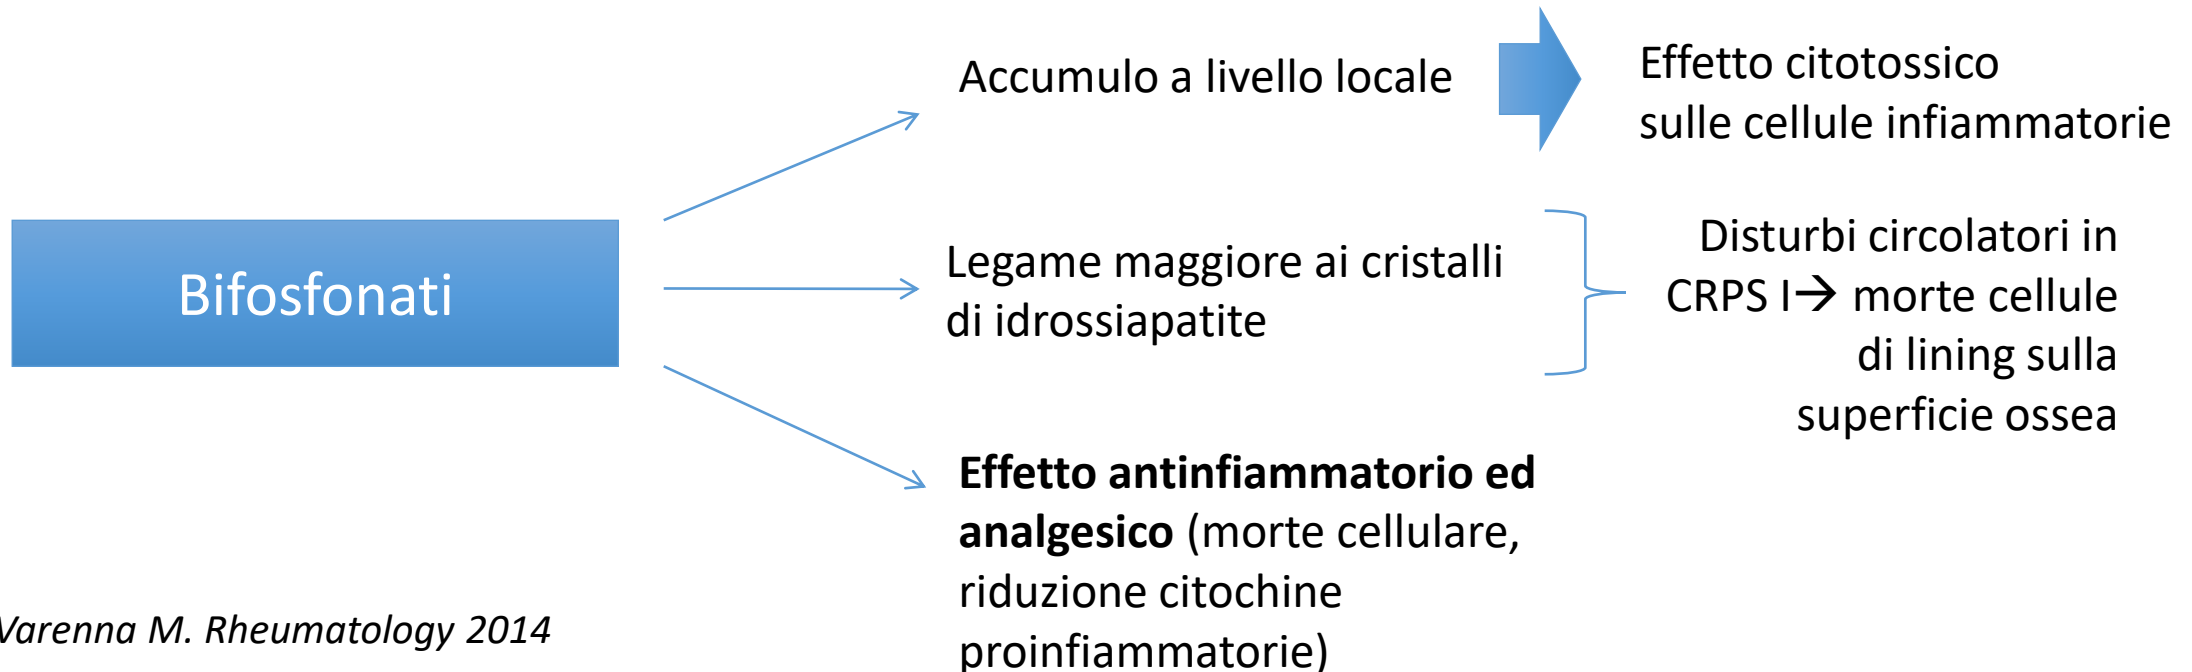 Accumulo a livello locale
Effetto citotossico
sulle cellule infiammatorie
Bifosfonati
Legame maggiore ai cristalli
di idrossiapatite
Disturbi circolatori in
CRPS I→ morte cellule
di lining sulla
superficie ossea
Effetto antinfiammatorio ed
analgesico (morte cellulare,
riduzione citochine
proinfiammatorie)
Varenna M. Rheumatology 2014